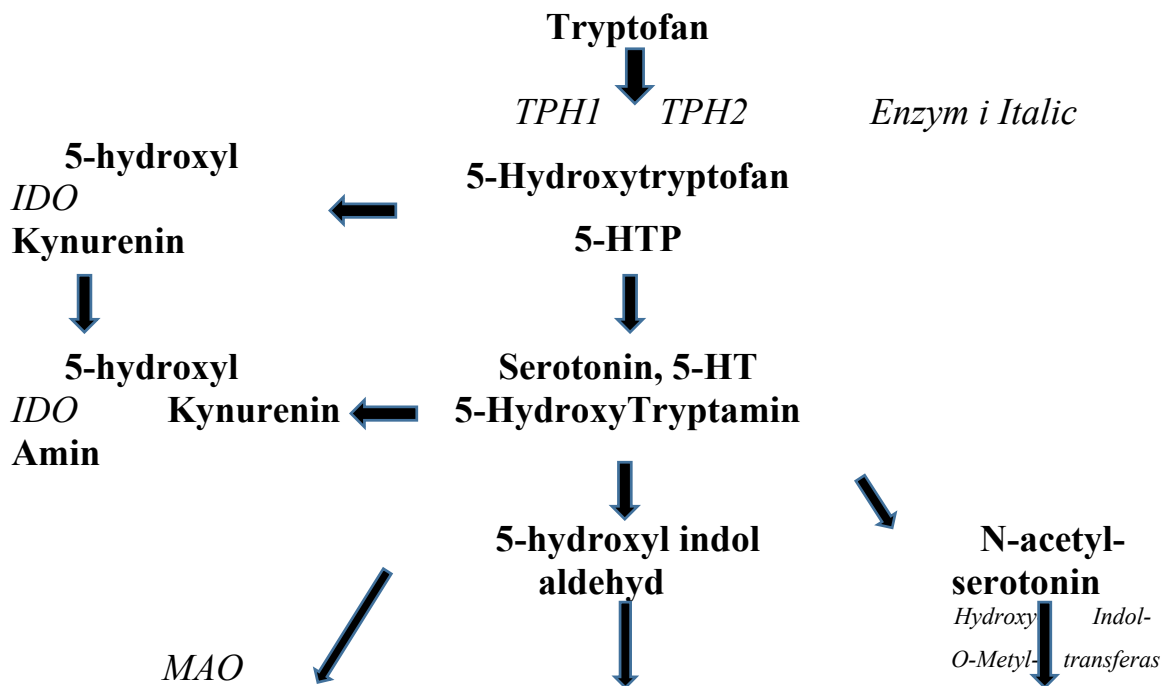 Tryptofan
TPH1 TPH2 Enzym i Italic
5-hydroxyl
IDO
Kynurenin
5-Hydroxytryptofan
5-HTP
5-hydroxyl
IDO Kynurenin
Amin
Serotonin, 5-HT
5-HydroxyTryptamin
5-hydroxyl indol
aldehyd
N-acetyl-
serotonin
Hydroxy Indol-
O-Metyl- transferas
MAO